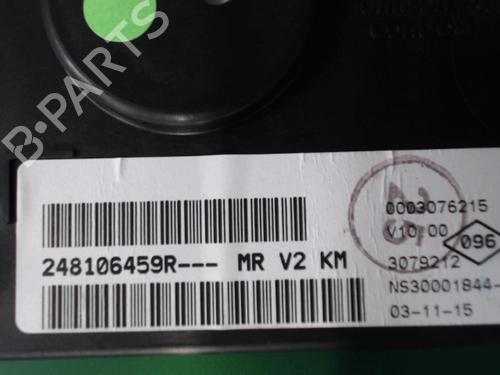 B-PARTS
0003076215
V10.00
096
248106459R--- MR V2 KM
3079212
NS30001844-
03-11-15